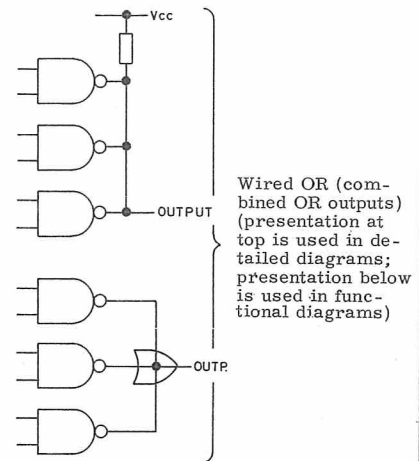 Vcc
OUTPUT
Wired OR (com-
bined OR outputs)
(presentation at
top is used in de-
tailed diagrams;
presentation below
is used in func-
tional diagrams)
OUTP.